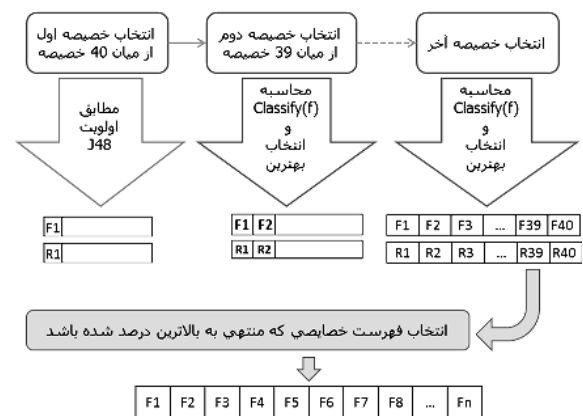 انتخاب خصیصه اول
از میان 40 خصیصه
انتخاب خصیصه دوم
از میان 39 خصیصه
انتخاب خصیصه آخر
مطابق
اولویت
J48
محاسبه
Classify(f)
و
انتخاب
بهترین
محاسبه
Classify(f)
و
انتخاب
بهترین
F1
R1
F1 F2
R1 R2
F1 F2 F3 ... F39 F40
R1 R2 R3 ... R39 R40
انتخاب فهرست خصایصي که منتهي به بالاترین درصد شده باشد
F1 F2 F3 F4 F5 F6 F7 F8 ... Fn